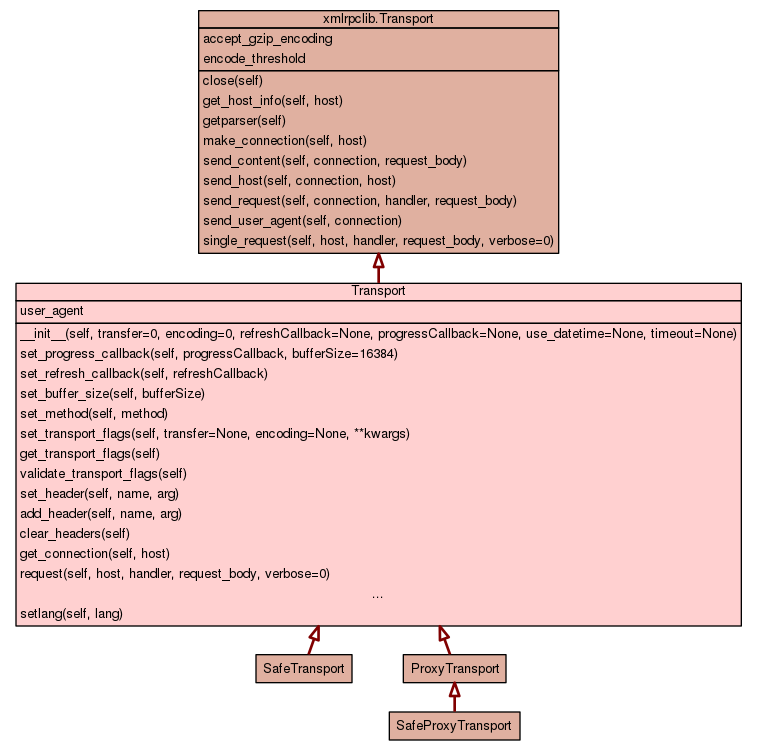 xmlrpclib.Transport
accept_gzip_encoding
encode_threshold
close(self)
get_host_info(self, host)
getparser(self)
make_connection(self, host)
send_content(self, connection, request_body)
send_host(self, connection, host)
send_request(self, connection, handler, request_body)
send_user_agent(self, connection)
single_request(self, host, handler, request_body, verbose=0)
Transport
user_agent
__init__(self, transfer=0, encoding=0, refreshCallback=None, progressCallback=None, use_datetime=None, timeout=None)
set_progress_callback(self, progressCallback, bufferSize=16384)
set_refresh_callback(self, refreshCallback)
set_buffer_size(self, bufferSize)
set_method(self, method)
set_transport_flags(self, transfer=None, encoding=None, **kwargs)
get_transport_flags(self)
validate_transport_flags(self)
set_header(self, name, arg)
add_header(self, name, arg)
clear_headers(self)
get_connection(self, host)
request(self, host, handler, request_body, verbose=0)
...
setlang(self, lang)
SafeTransport
ProxyTransport
SafeProxyTransport